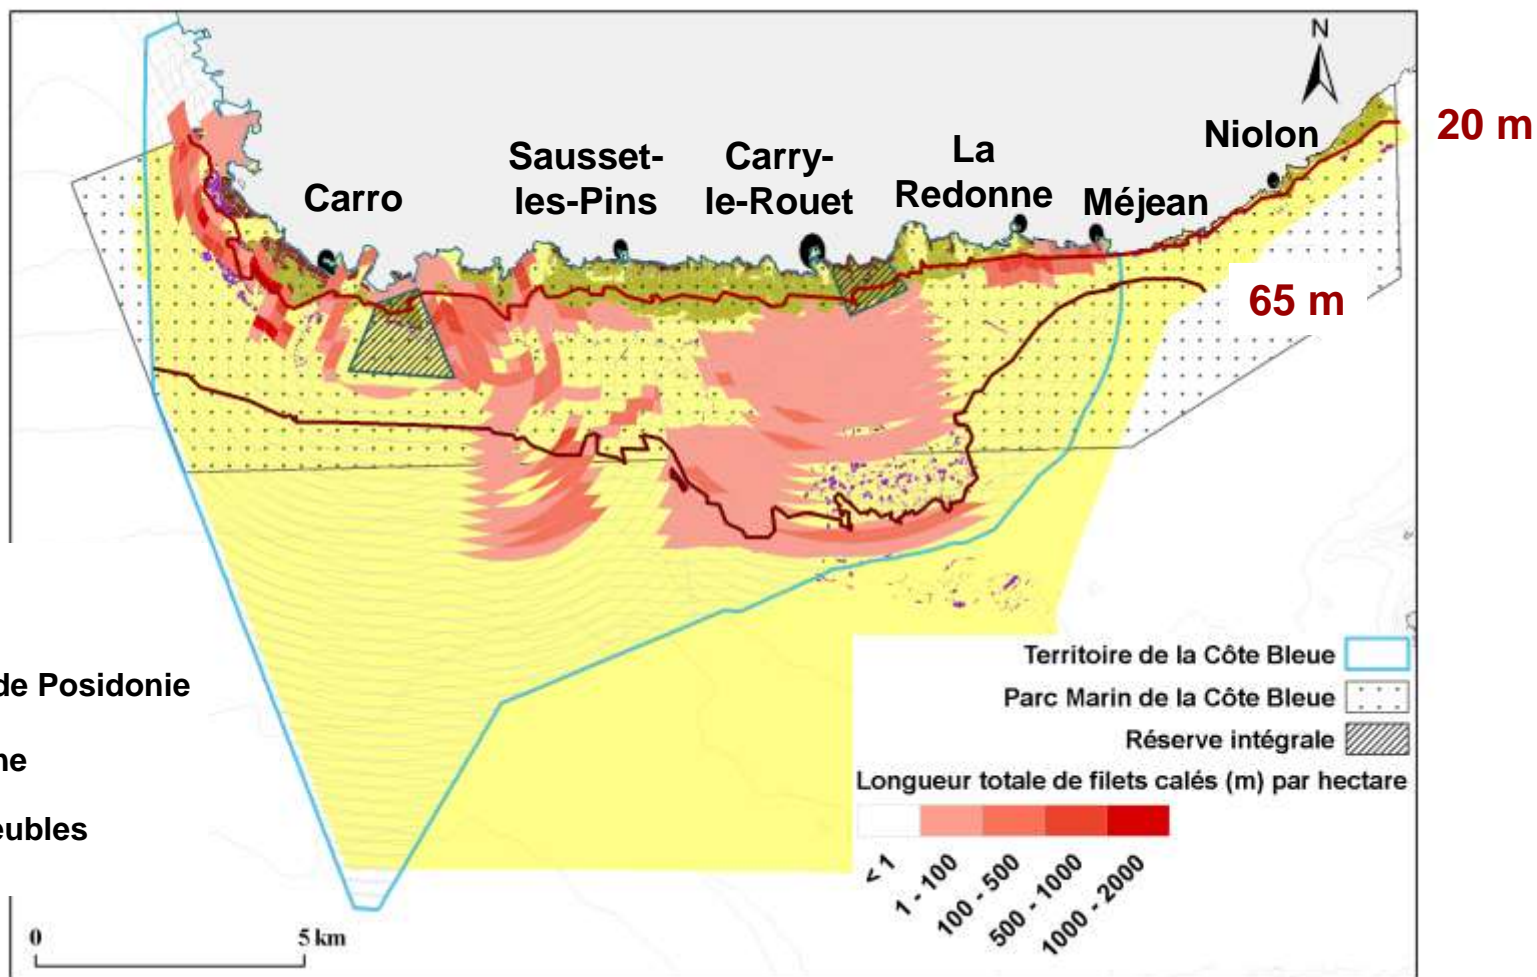 N
20 m
Niolon
La
Redonne
Sausset-
les-Pins
Carry-
le-Rouet
Carro
Méjean
65 m
de Posidonie
Territoire de la Côte Bleue
Parc Marin de la Côte Bleue
Réserve intégrale
Longueur totale de filets calés (m) par hectare
< 1
1 - 100
100 - 500
500 - 1000
1000 - 2000
0
5 km